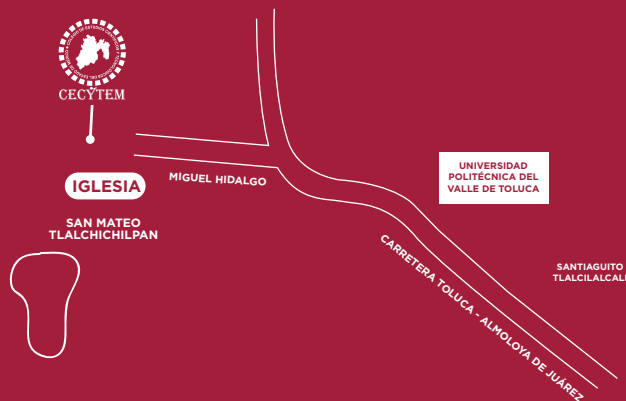 CECYTEM
IGLESIA
SAN MATEO
TLALCHICHILPAN
MIGUEL HIDALGO
UNIVERSIDAD
POLITÉCNICA DEL
VALLE DE TOLUCA
CARRETERA TOLUCA - ALMOLOYA DE JUÁREZ
SANTIAGUITO
TLALCILALCALI